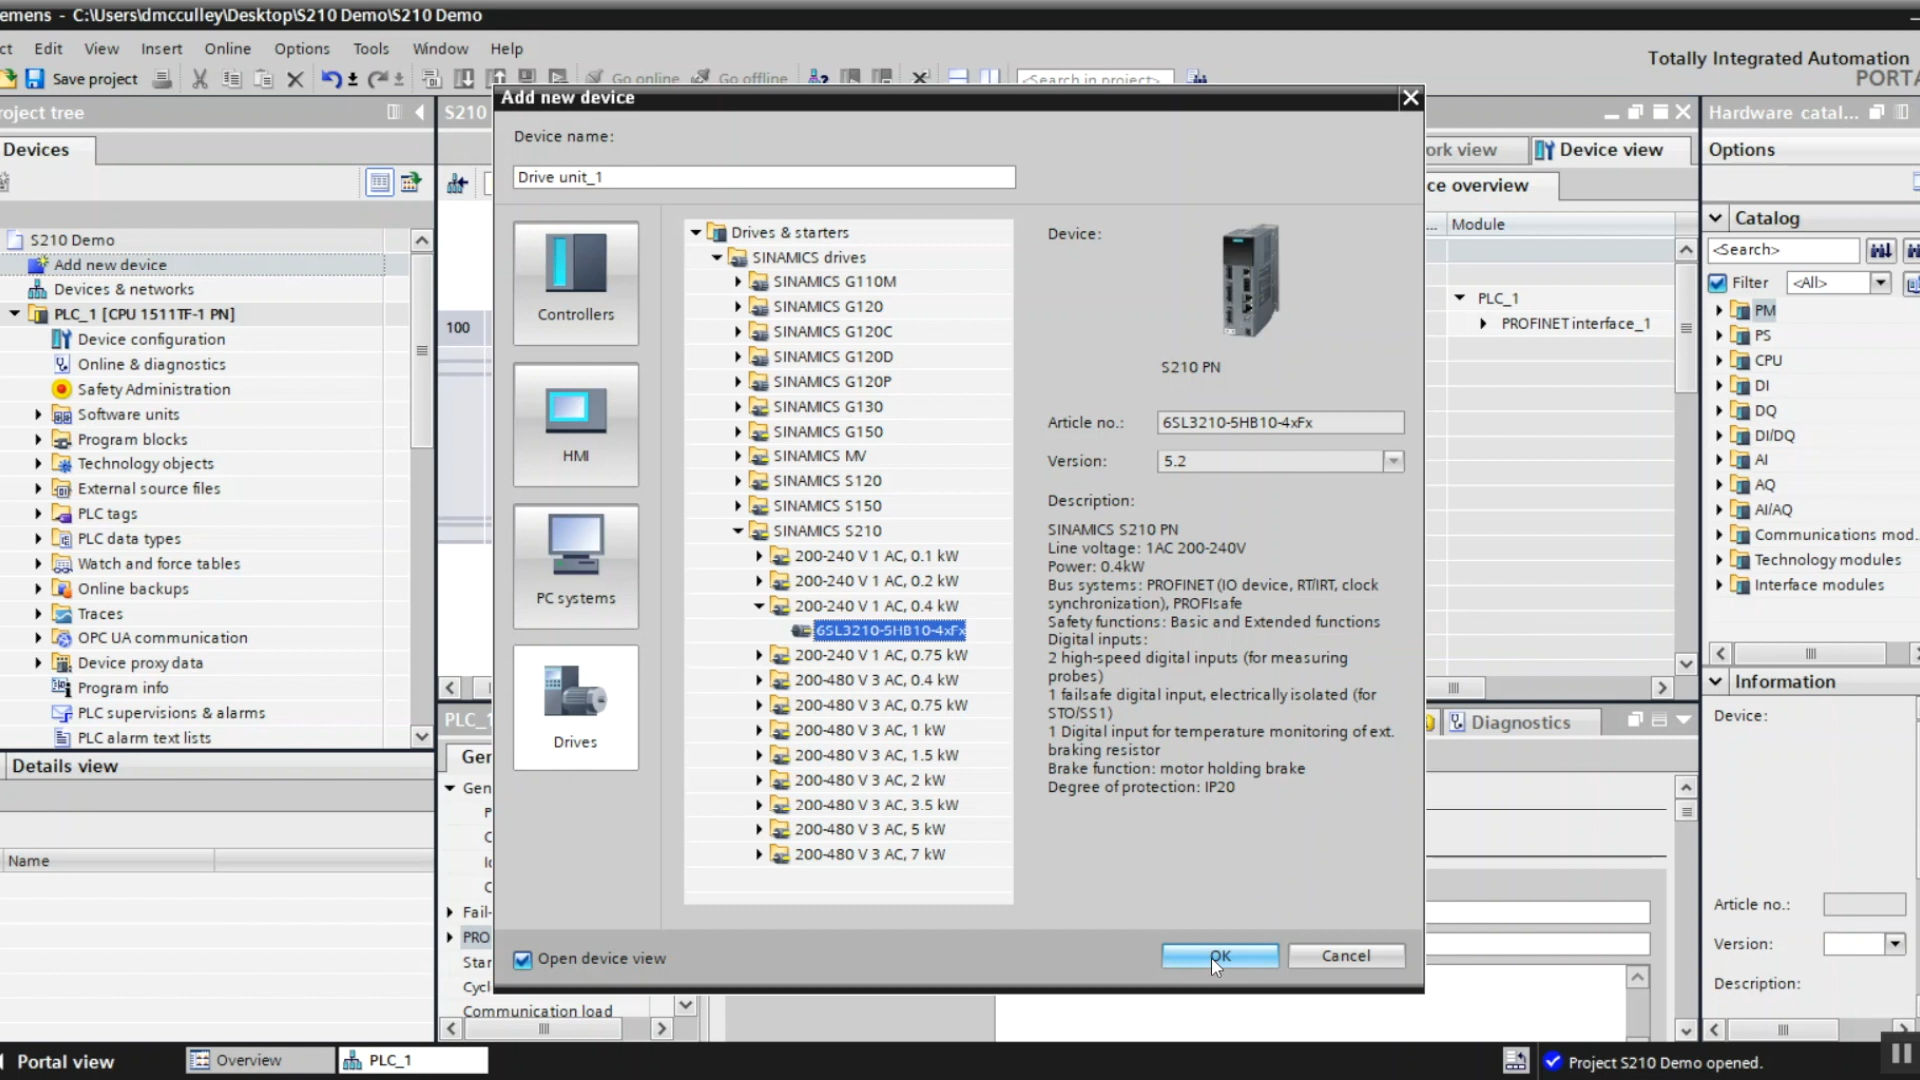 emens - C:\Users\dmcculley\Desktop\S210 Demo\S210 Demo
ct Edit View Insert Online Options Tools Window Help
Totally Integrated Automation
PORTA
Save project Go online Go offline <Search in project>
roject tree
S210
Add new device
Hardware catal...
Devices
Device name:
Drive unit_1
ork view Device view
Options
ce overview
S210 Demo
Add new device
Devices & networks
PLC_1 [CPU 1511TF-1 PN]
Device configuration
Online & diagnostics
Safety Administration
Software units
Program blocks
Technology objects
External source files
PLC tags
PLC data types
Watch and force tables
Online backups
Traces
OPC UA communication
Device proxy data
Program info
PLC supervisions & alarms
PLC alarm text lists
Details view
Name
100
PLC_1
Ger
Gen
P
C
Ic
C
Fail-
PRO
Star
Cycl
Communication load
Controllers
HMI
PC systems
Drives
Drives & starters
SINAMICS drives
SINAMICS G110M
SINAMICS G120
SINAMICS G120C
SINAMICS G120D
SINAMICS G120P
SINAMICS G130
SINAMICS G150
SINAMICS MV
SINAMICS S120
SINAMICS S150
SINAMICS S210
200-240 V 1 AC, 0.1 kW
200-240 V 1 AC, 0.2 kW
200-240 V 1 AC, 0.4 kW
6SL3210-5HB10-4xFx
200-240 V 1 AC, 0.75 kW
200-480 V 3 AC, 0.4 kW
200-480 V 3 AC, 0.75 kW
200-480 V 3 AC, 1 kW
200-480 V 3 AC, 1.5 kW
200-480 V 3 AC, 2 kW
200-480 V 3 AC, 3.5 kW
200-480 V 3 AC, 5 kW
200-480 V 3 AC, 7 kW
Device:
S210 PN
Article no.: 6SL3210-5HB10-4xFx
Version: 5.2
Description:
SINAMICS S210 PN
Line voltage: 1AC 200-240V
Power: 0.4kW
Bus systems: PROFINET (IO device, RT/IRT, clock
synchronization), PROFIsafe
Safety functions: Basic and Extended functions
Digital inputs:
2 high-speed digital inputs (for measuring
probes)
1 failsafe digital input, electrically isolated (for
STO/SS1)
1 Digital input for temperature monitoring of ext.
braking resistor
Brake function: motor holding brake
Degree of protection: IP20
Open device view
OK Cancel
... Module
PLC_1
PROFINET interface_1
Diagnostics
Catalog
<Search>
Filter <All>
PM
PS
CPU
DI
DQ
DI/DQ
AI
AQ
AI/AQ
Communications mod.
Technology modules
Interface modules
Information
Device:
Article no.:
Version:
Description:
Portal view Overview PLC_1 Project S210 Demo opened.